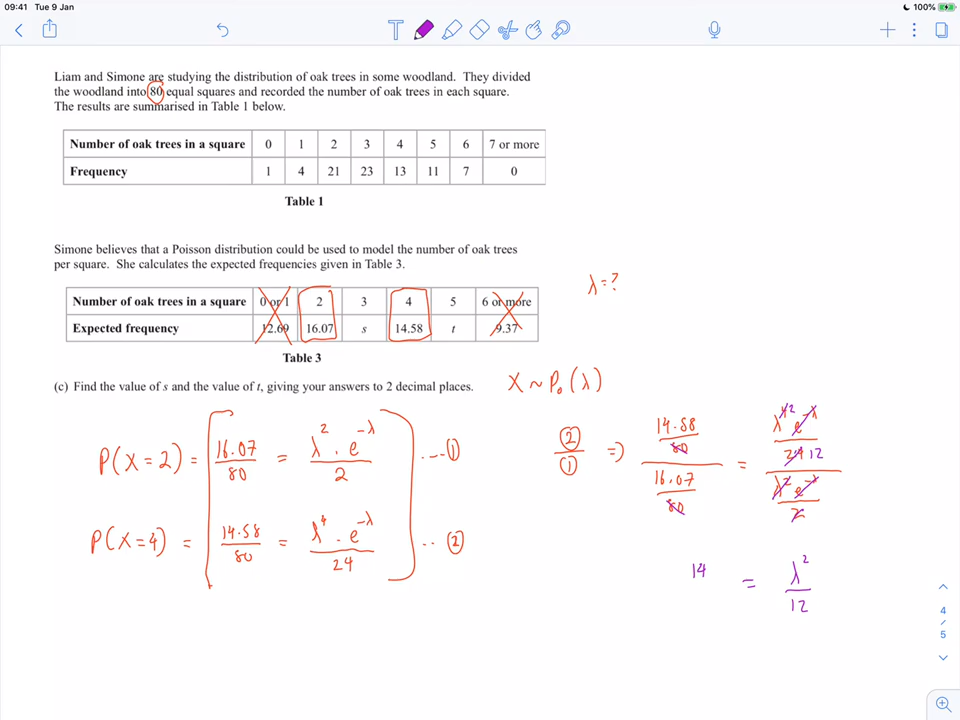 09:41 Tue 9 Jan 100%
Liam and Simone are studying the distribution of oak trees in some woodland. They divided
the woodland into 80 equal squares and recorded the number of oak trees in each square.
The results are summarised in Table 1 below.
Number of oak trees in a square 0 1 2 3 4 5 6 7 or more
Frequency 1 4 21 23 13 11 7 0
Table 1
Simone believes that a Poisson distribution could be used to model the number of oak trees
per square. She calculates the expected frequencies given in Table 3.
λ=?
Number of oak trees in a square 0 or 1 2 3 4 5 6 or more
Expected frequency 12.69 16.07 s 14.58 t 9.37
Table 3
(c) Find the value of s and the value of t, giving your answers to 2 decimal places.
X ~ Po(λ)
P(X=2) = 16.07/80 = λ² · e^-λ / 2 ... ①
P(X=4) = 14.58/80 = λ⁴ · e^-λ / 24 .. ②
②/① => (14.58/80)/(16.07/80) = (λ⁴² e^-λ / 24 12)/(λ² e^-λ / 2)
14 = λ²/12
4
/
5